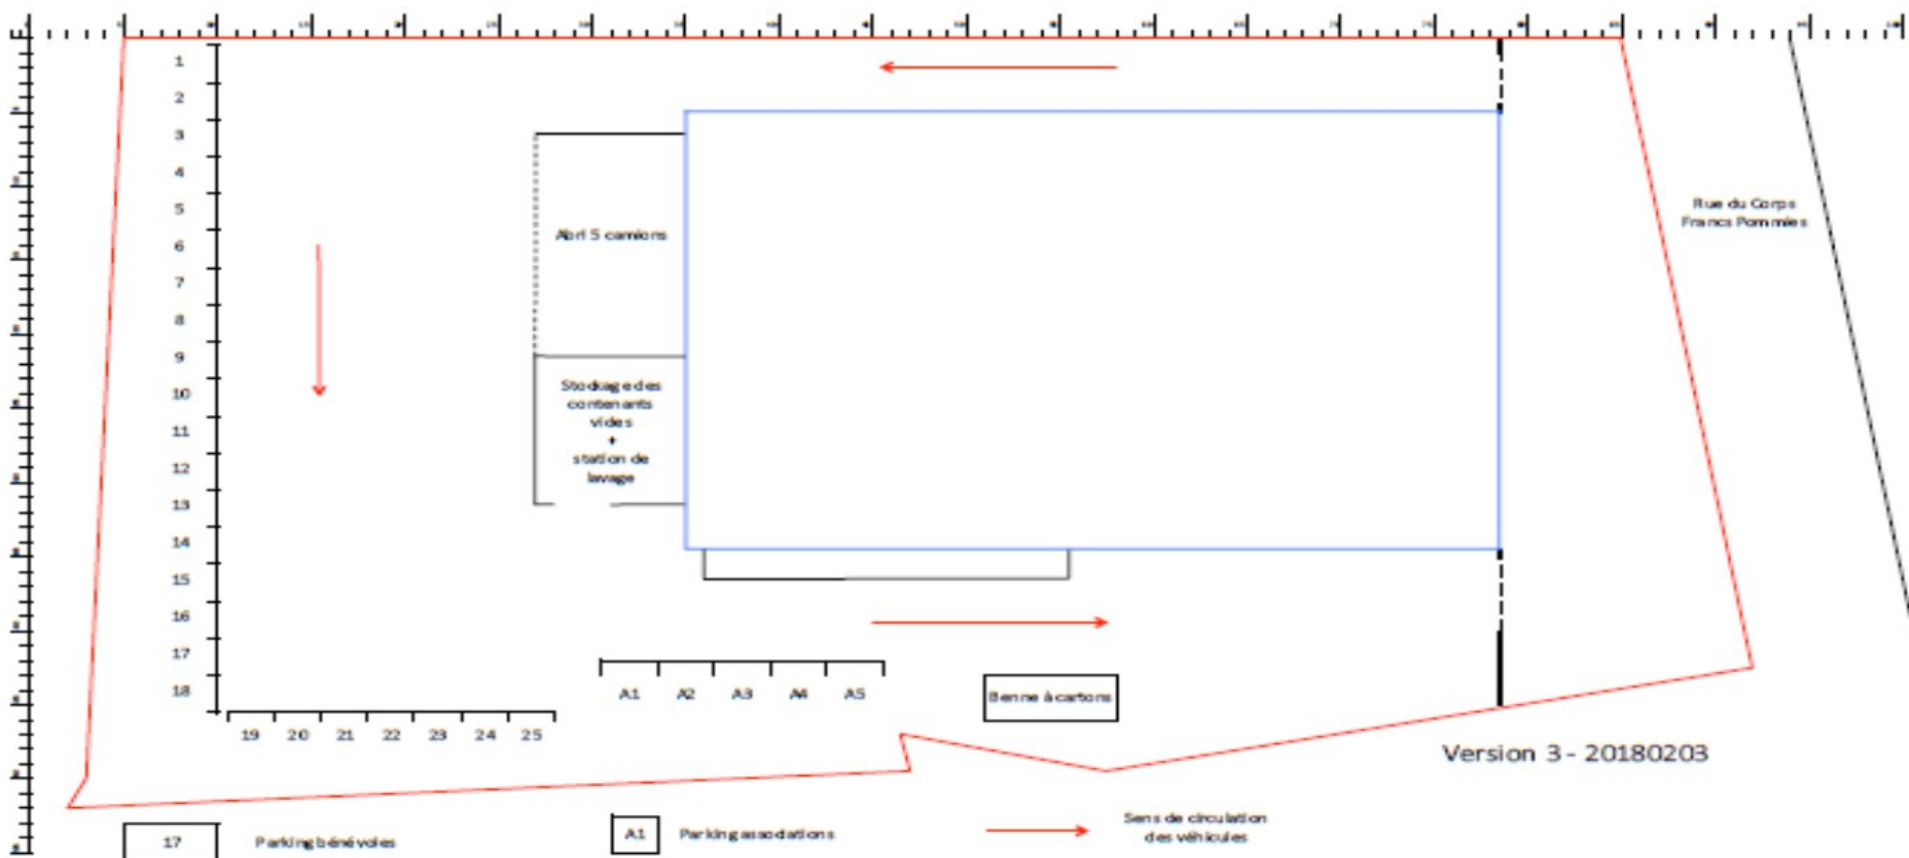 1
2
3
4
5
6
7
8
9
10
11
12
13
14
15
16
17
18
19 20 21 22 23 24 25
Abri 5 camions
Stockage des
contenants
vides
+
station de
lavage
Rue du Corps
Francs Pommies
A1 A2 A3 A4 A5
Benne à cartons
Version 3 - 20180203
17 Parking bénévoles
A1 Parking associations
Sens de circulation
des véhicules